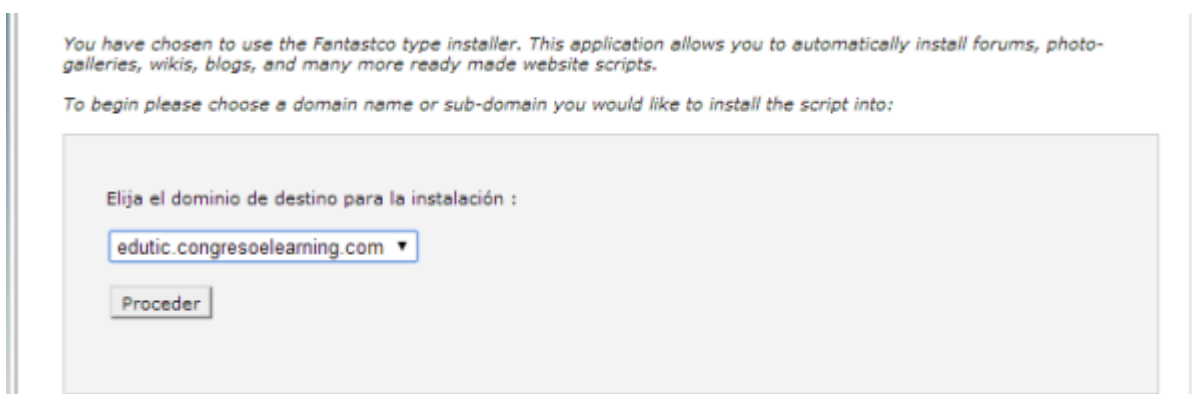 You have chosen to use the Fantastco type installer. This application allows you to automatically install forums, photo-
galleries, wikis, blogs, and many more ready made website scripts.
To begin please choose a domain name or sub-domain you would like to install the script into:
Elija el dominio de destino para la instalación :
edutic.congresoelearning.com
Proceder